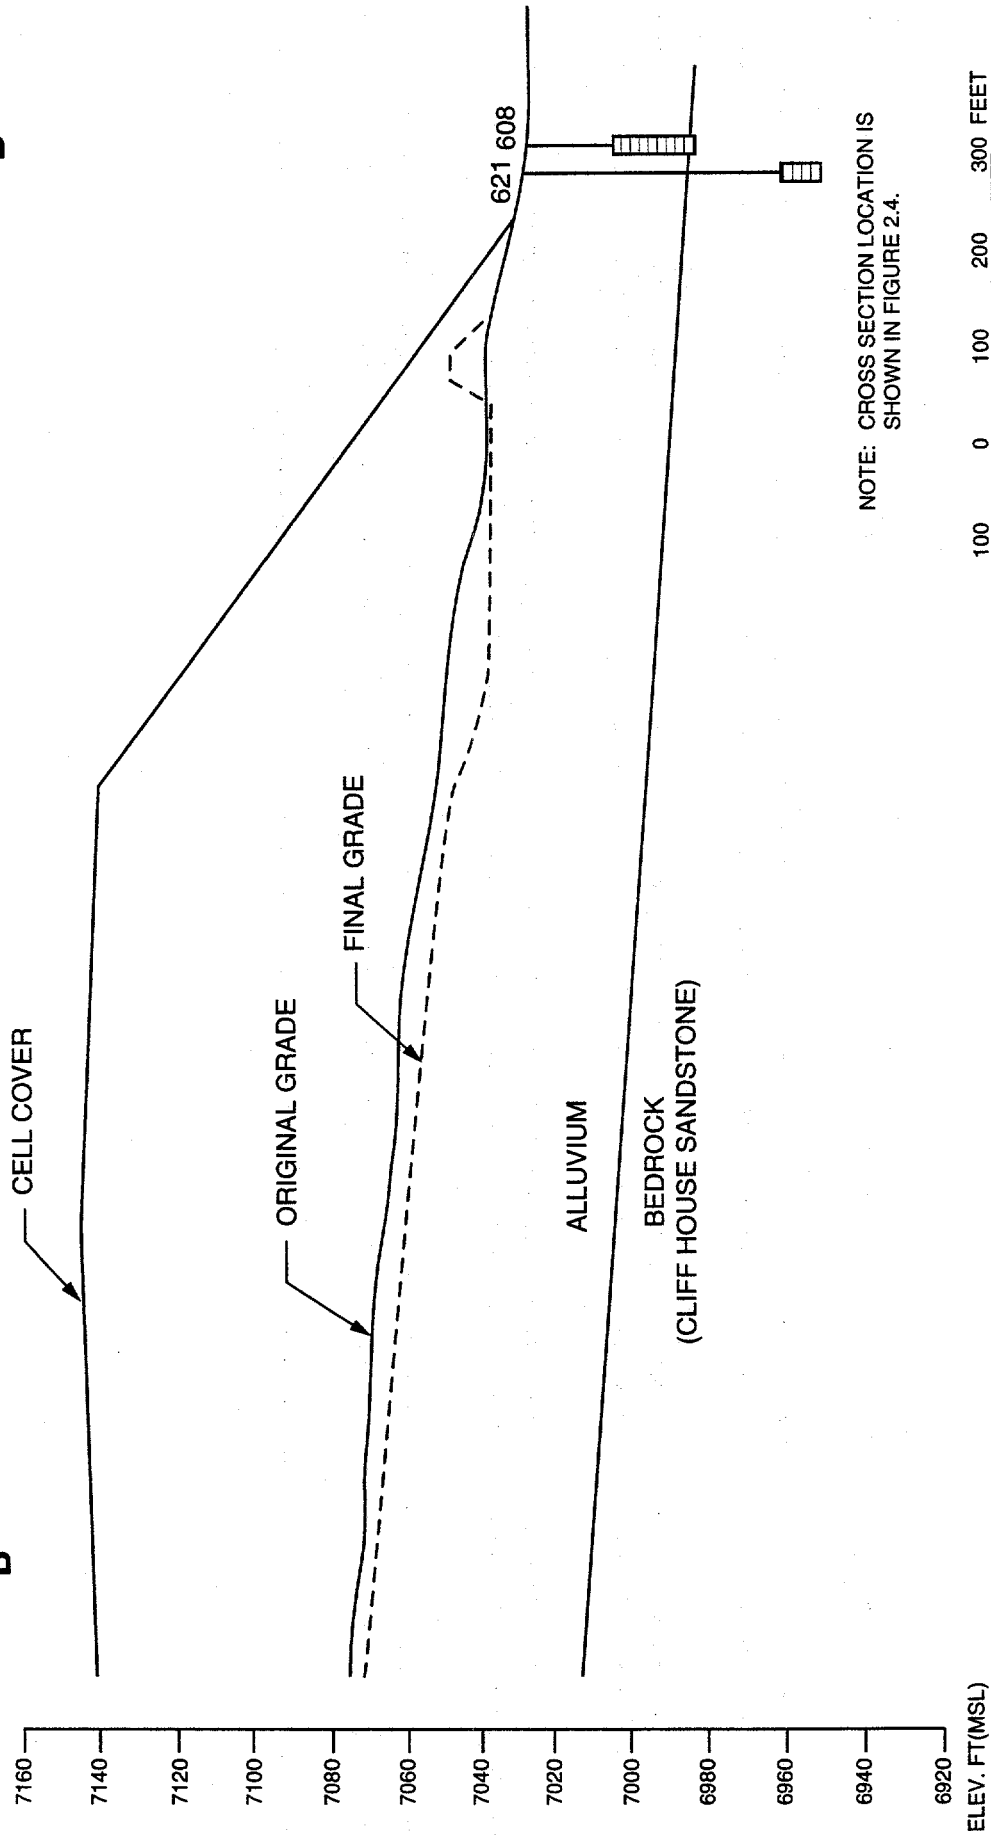 CELL COVER
ORIGINAL GRADE
FINAL GRADE
621
608
ALLUVIUM
BEDROCK
(CLIFF HOUSE SANDSTONE)
7160
7140
7120
7100
7080
7060
7040
7020
7000
6980
6960
6940
6920
ELEV. FT(MSL)
NOTE: CROSS SECTION LOCATION IS
SHOWN IN FIGURE 2.4.
100 0 100 200 300 FEET